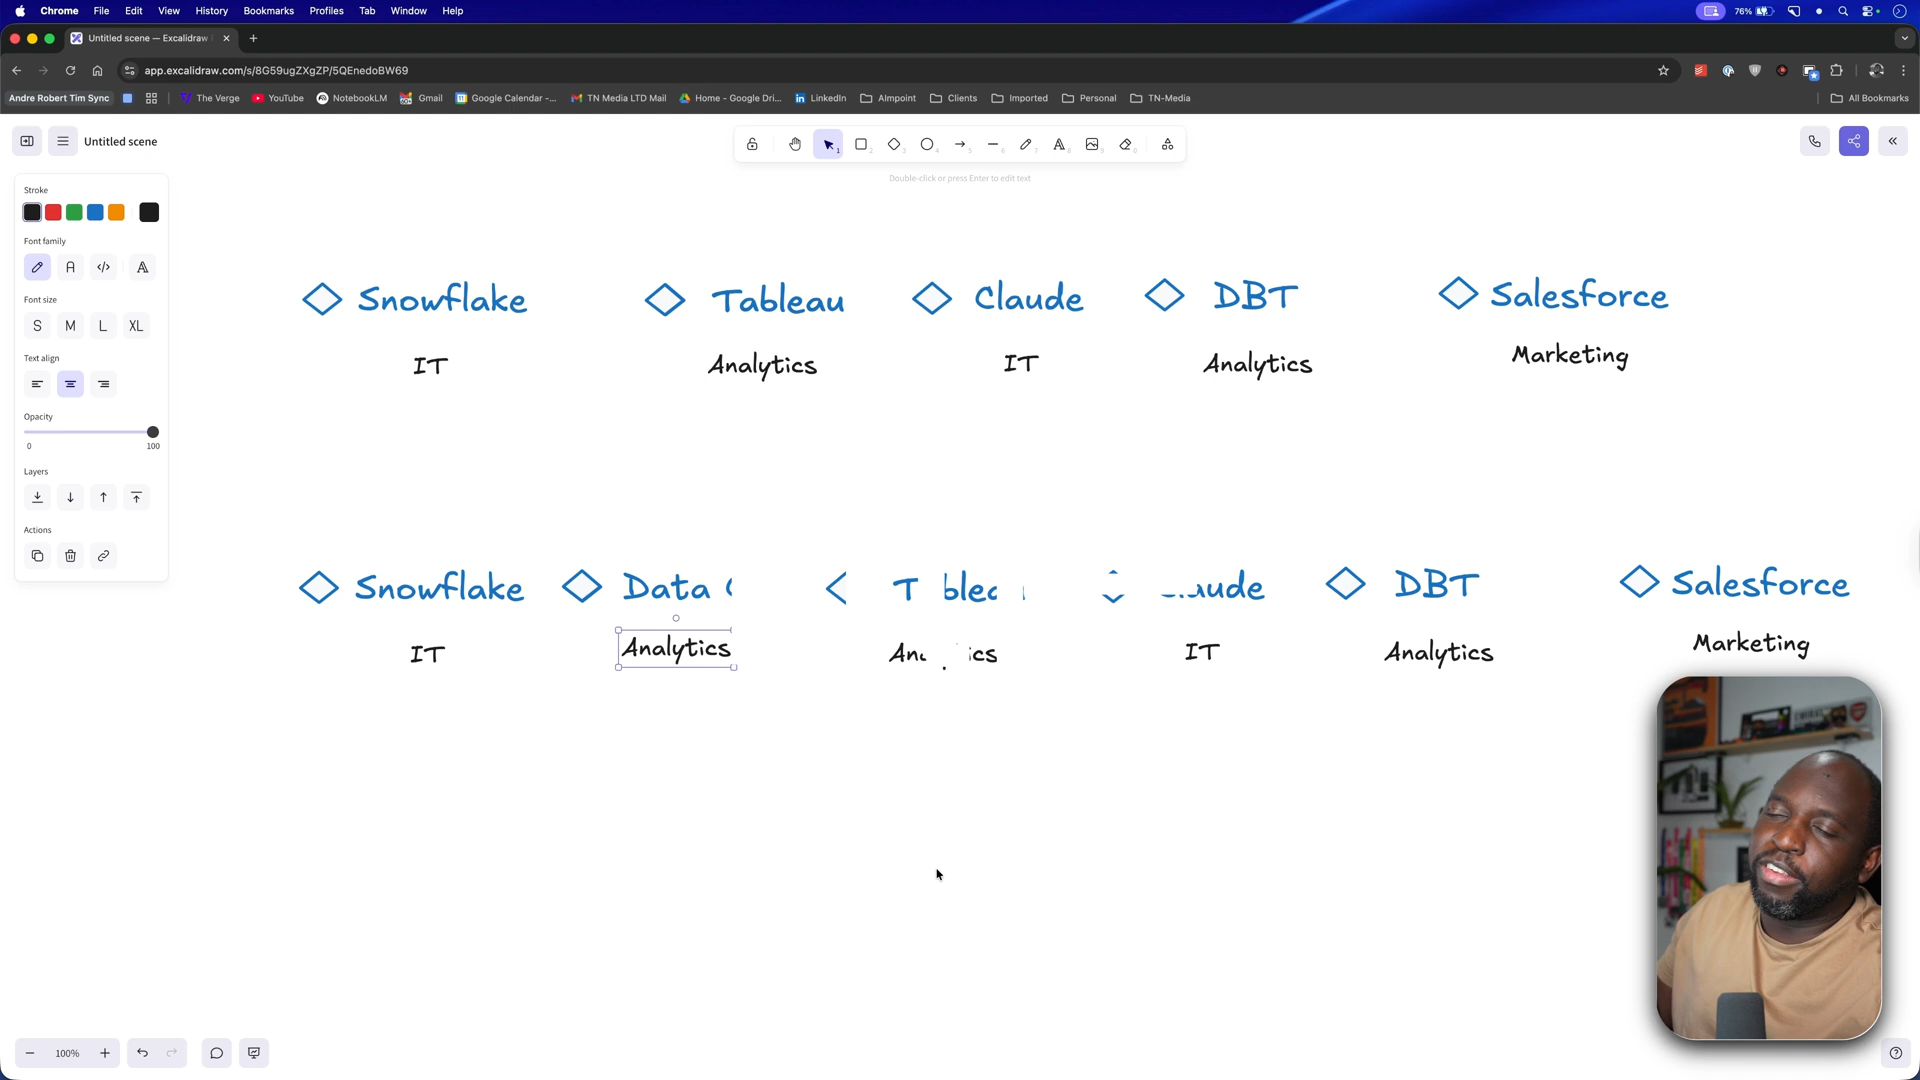 Chrome File Edit View History Bookmarks Profiles Tab Window Help 76%
Untitled scene — Excalidraw
app.excalidraw.com/s/8G59ugZXgZP/5QEnedoBW69
Andre Robert Tim Sync The Verge YouTube NotebookLM Gmail Google Calendar -... TN Media LTD Mail Home - Google Dri... LinkedIn AImpoint Clients Imported Personal TN-Media All Bookmarks
Untitled scene
Double-click or press Enter to edit text
Stroke
Font family
Font size
S M L XL
Text align
Opacity
0 100
Layers
Actions
Snowflake Tableau Claude DBT Salesforce
IT Analytics IT Analytics Marketing
Snowflake Data DBT Salesforce
IT Analytics IT Analytics Marketing
100%